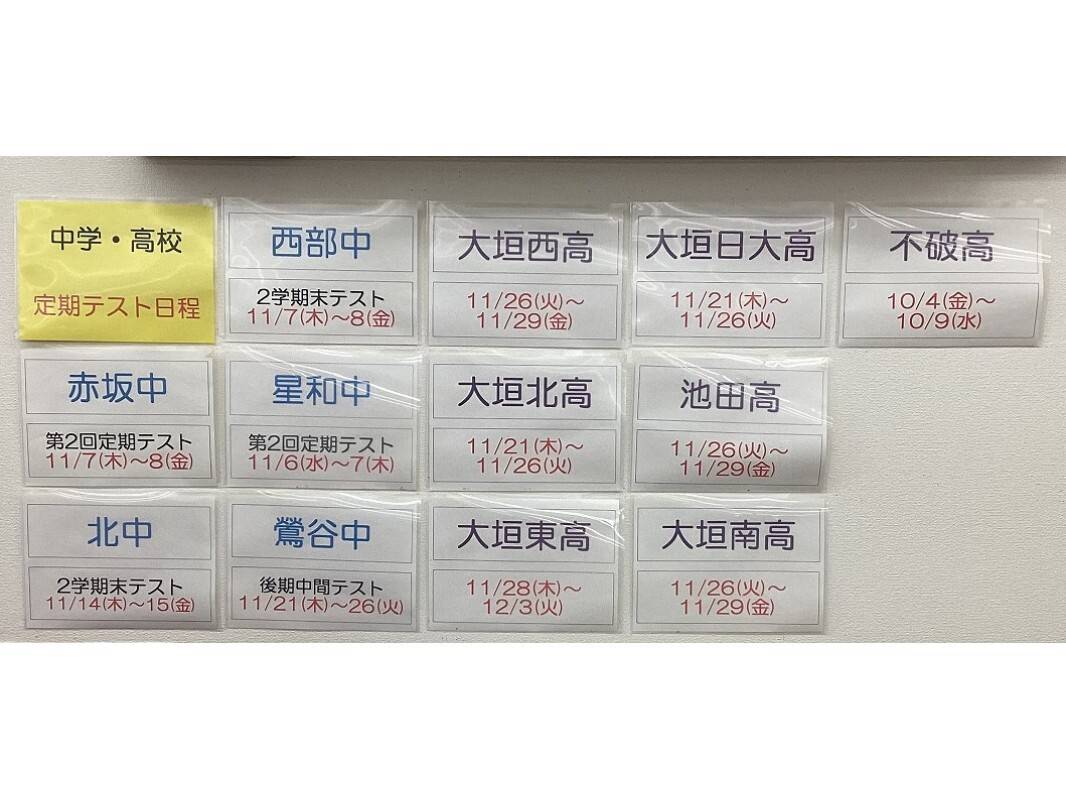 中学・高校
定期テスト日程
西部中
2学期末テスト
11/7(木)～8(金)
大垣西高
11/26(火)～
11/29(金)
大垣日大高
11/21(木)～
11/26(火)
不破高
10/4(金)～
10/9(水)
赤坂中
第2回定期テスト
11/7(木)～8(金)
星和中
第2回定期テスト
11/6(水)～7(木)
大垣北高
11/21(木)～
11/26(火)
池田高
11/26(火)～
11/29(金)
北中
2学期末テスト
11/14(木)～15(金)
鶯谷中
後期中間テスト
11/21(木)～26(火)
大垣東高
11/28(木)～
12/3(火)
大垣南高
11/26(火)～
11/29(金)